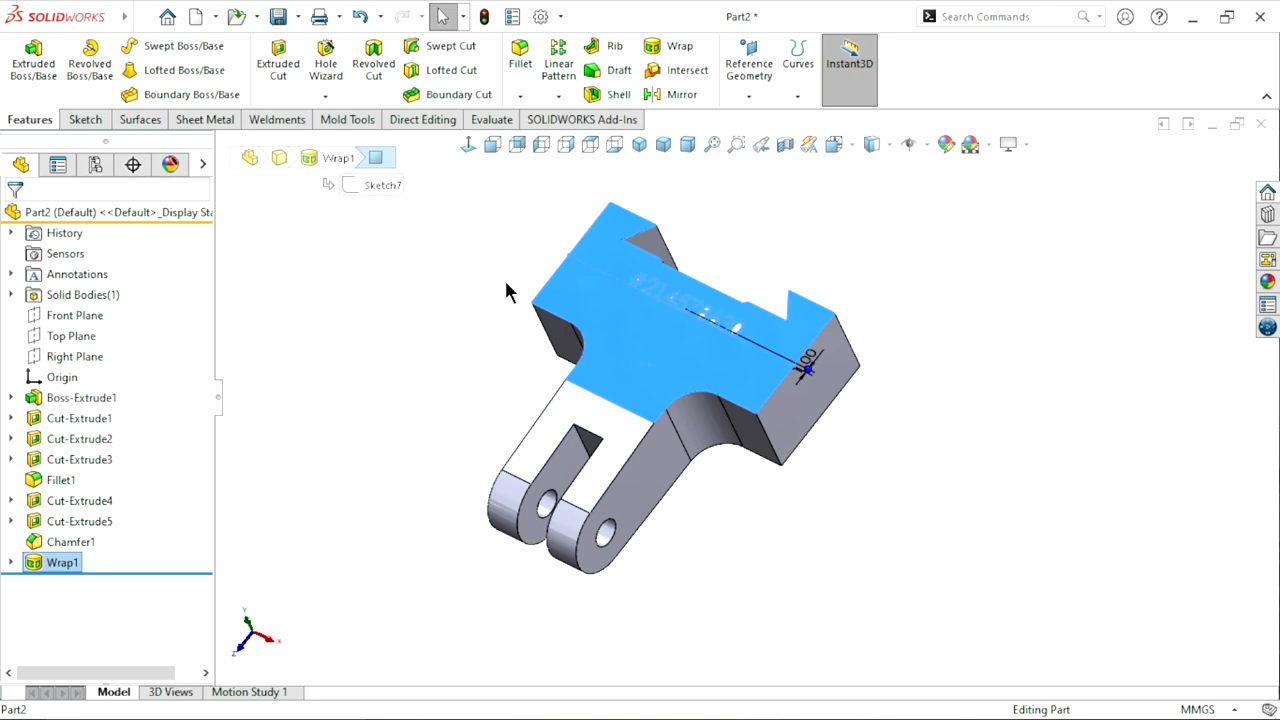 SOLIDWORKS
Part2 *
Search Commands
Extruded Boss/Base
Revolved Boss/Base
Swept Boss/Base
Lofted Boss/Base
Boundary Boss/Base
Extruded Cut
Hole Wizard
Revolved Cut
Swept Cut
Lofted Cut
Boundary Cut
Fillet
Linear Pattern
Rib
Draft
Shell
Wrap
Intersect
Mirror
Reference Geometry
Curves
Instant3D
Features
Sketch
Surfaces
Sheet Metal
Weldments
Mold Tools
Direct Editing
Evaluate
SOLIDWORKS Add-Ins
Wrap1
Sketch7
Part2 (Default) <<Default>_Display Sta
History
Sensors
Annotations
Solid Bodies(1)
Front Plane
Top Plane
Right Plane
Origin
Boss-Extrude1
Cut-Extrude1
Cut-Extrude2
Cut-Extrude3
Fillet1
Cut-Extrude4
Cut-Extrude5
Chamfer1
Wrap1
Y
X
Z
Model
3D Views
Motion Study 1
Part2
Editing Part
MMGS